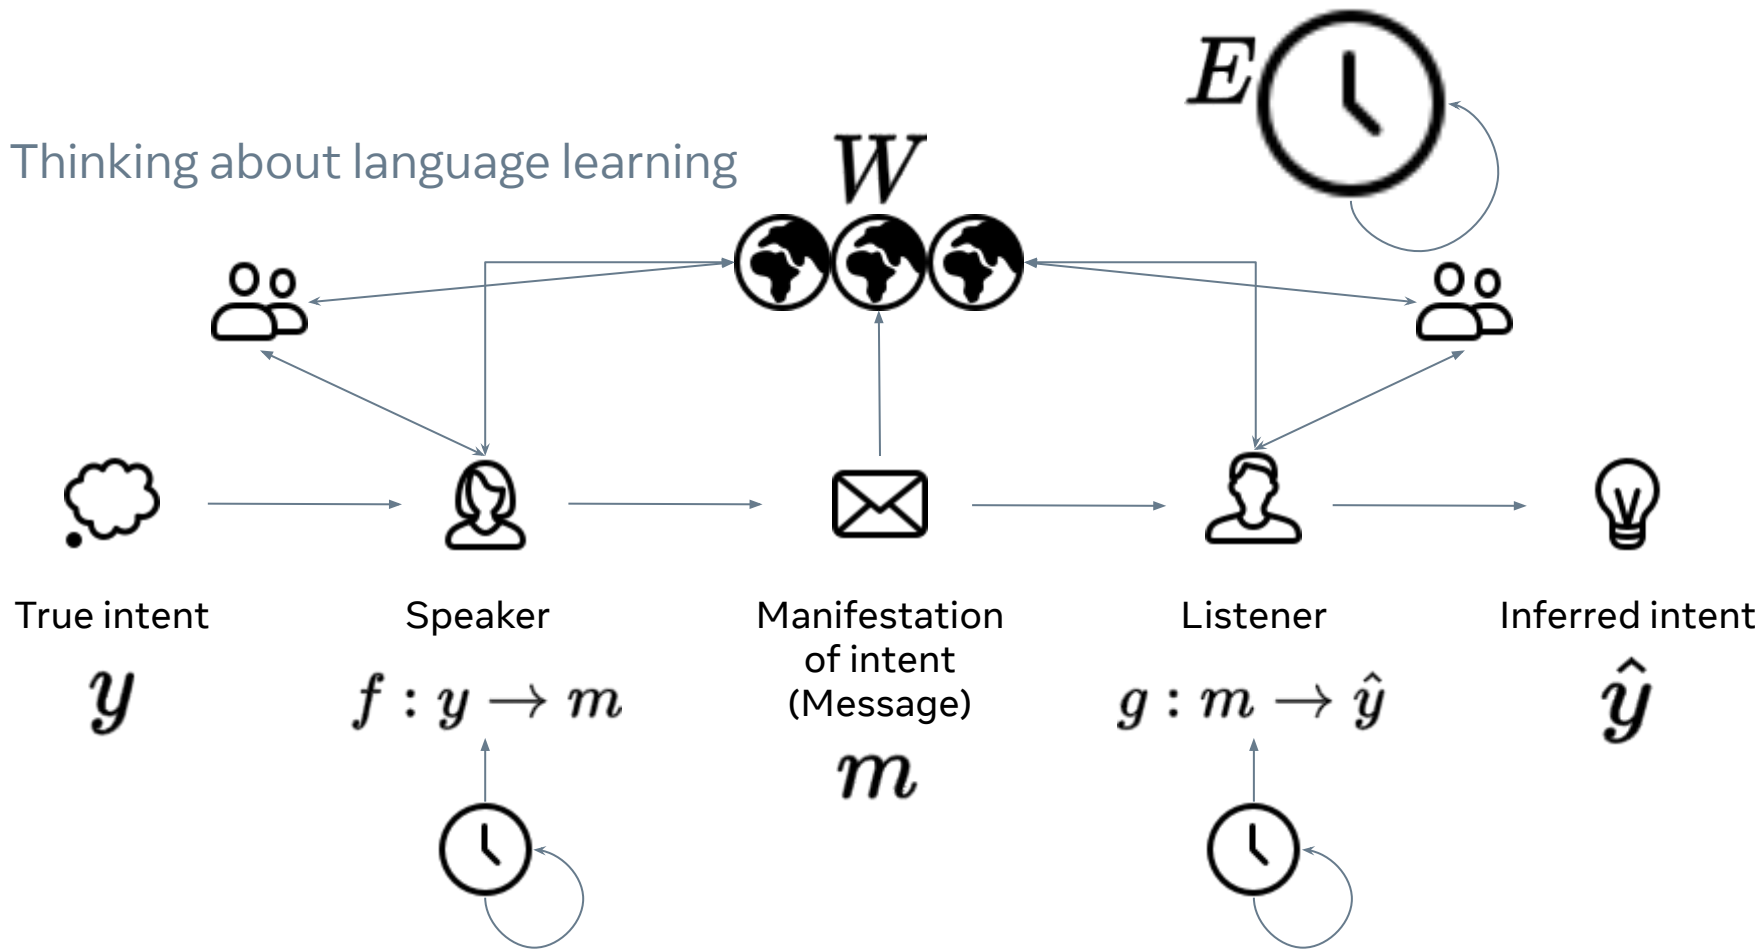 E
Thinking about language learning
W
True intent
Speaker
Manifestation
of intent
(Message)
Listener
Inferred intent
y
f : y → m
m
g : m → ŷ
ŷ